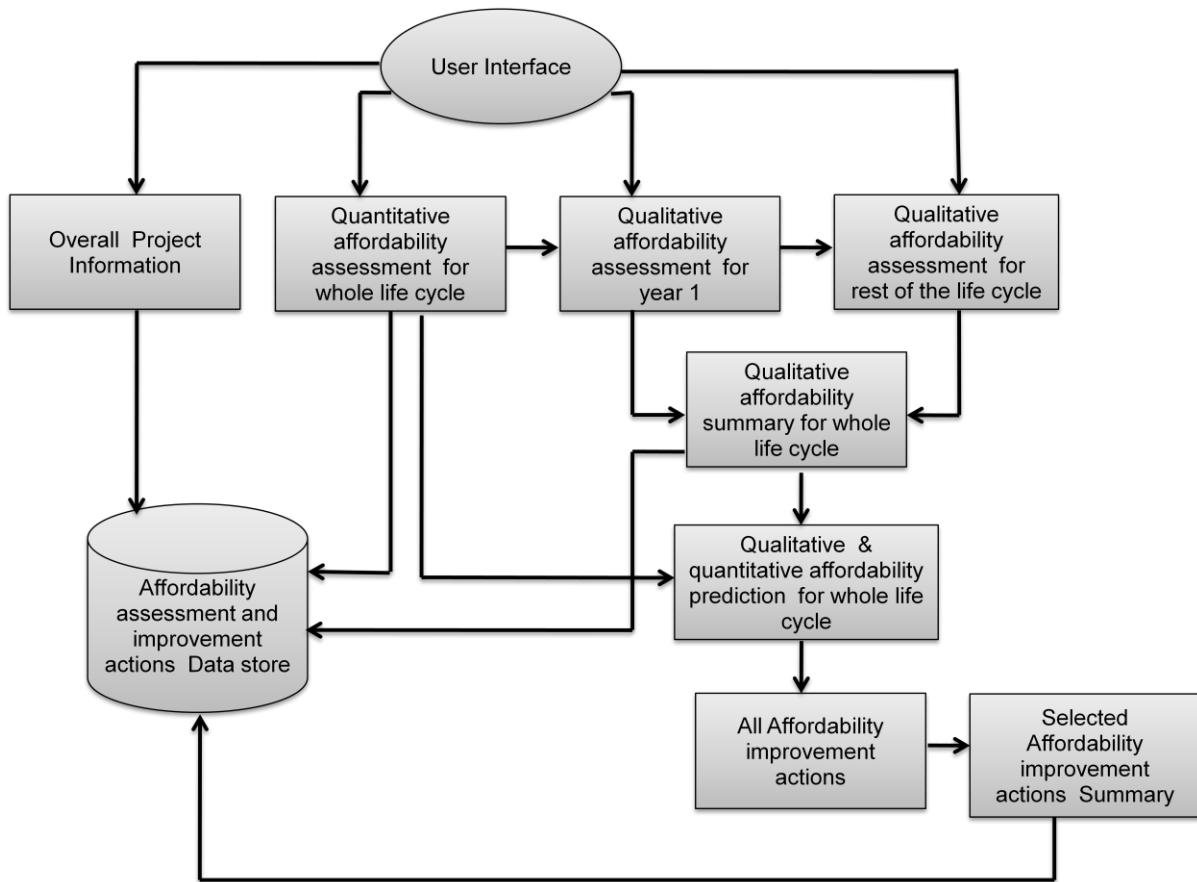 User Interface
Overall Project
Information
Quantitative
affordability
assessment for
whole life cycle
Qualitative
affordability
assessment for
year 1
Qualitative
affordability
assessment for
rest of the life cycle
Qualitative
affordability
summary for whole
life cycle
Qualitative &
quantitative affordability
prediction for whole life
cycle
Affordability
assessment and
improvement
actions Data store
All Affordability
improvement
actions
Selected
Affordability
improvement
actions Summary